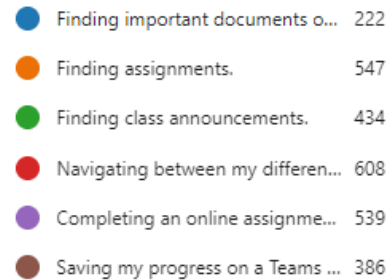 Finding important documents o... 222
Finding assignments. 547
Finding class announcements. 434
Navigating between my differen... 608
Completing an online assignme... 539
Saving my progress on a Teams ... 386